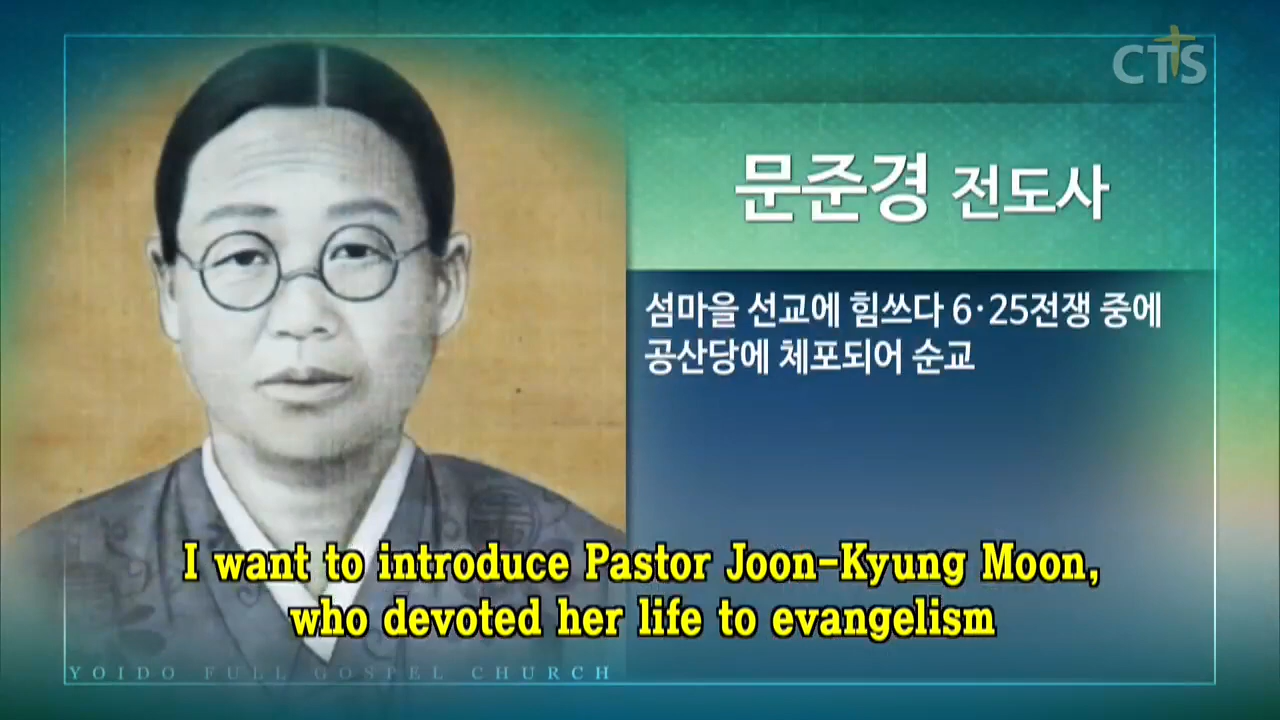 CTS
문준경 전도사
섬마을 선교에 힘쓰다 6·25전쟁 중에
공산당에 체포되어 순교
I want to introduce Pastor Joon-Kyung Moon,
who devoted her life to evangelism
YOIDO FULL GOSPEL CHURCH